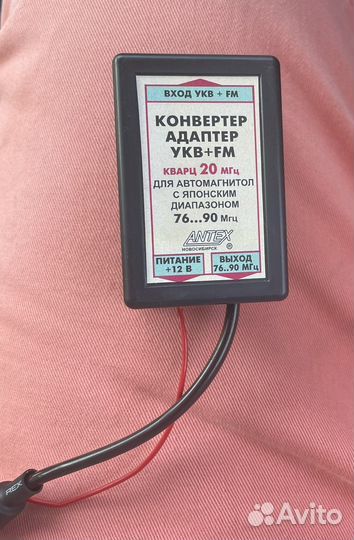 ВХОД УКВ + FM
КОНВЕРТЕР
АДАПТЕР
УКВ+FM
КВАРЦ 20 МГц
ДЛЯ АВТОМАГНИТОЛ
С ЯПОНСКИМ
ДИАПАЗОНОМ
76...90 Мгц
ANTEX
НОВОСИБИРСК ®
ПИТАНИЕ ВЫХОД
+12 В 76..90 МГц
REX
Avito